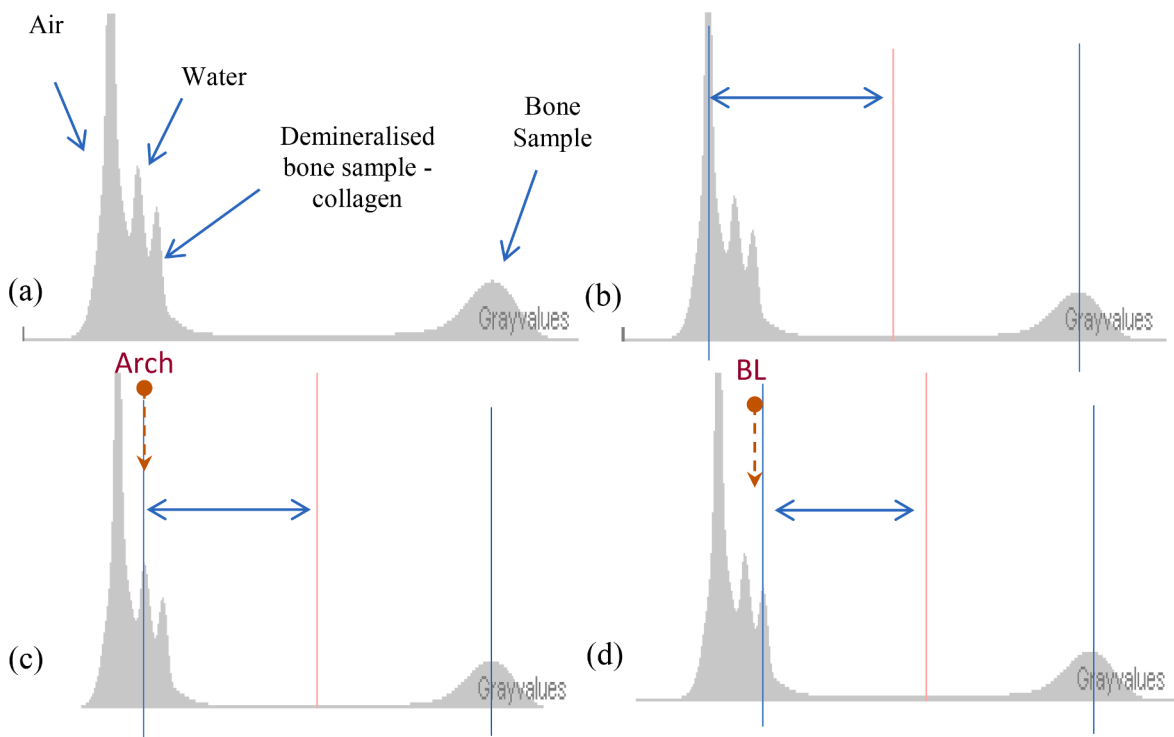 Air
Water
Demineralised
bone sample -
collagen
Bone
Sample
(a)
Grayvalues
(b)
Grayvalues
Arch
(c)
Grayvalues
BL
(d)
Grayvalues